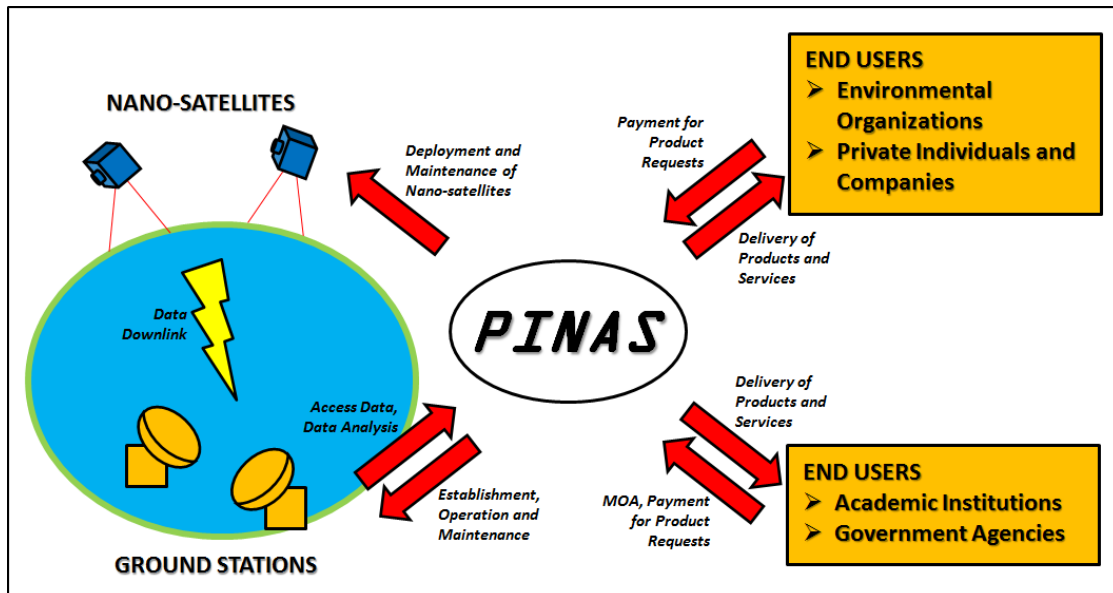 NANO-SATELLITES
Deployment and
Maintenance of
Nano-satellites
Payment for
Product
Requests
END USERS
➢ Environmental
Organizations
➢ Private Individuals and
Companies
Delivery of
Products and
Services
Data
Downlink
PINAS
Access Data,
Data Analysis
Establishment,
Operation and
Maintenance
Delivery of
Products and
Services
MOA, Payment
for Product
Requests
END USERS
➢ Academic Institutions
➢ Government Agencies
GROUND STATIONS